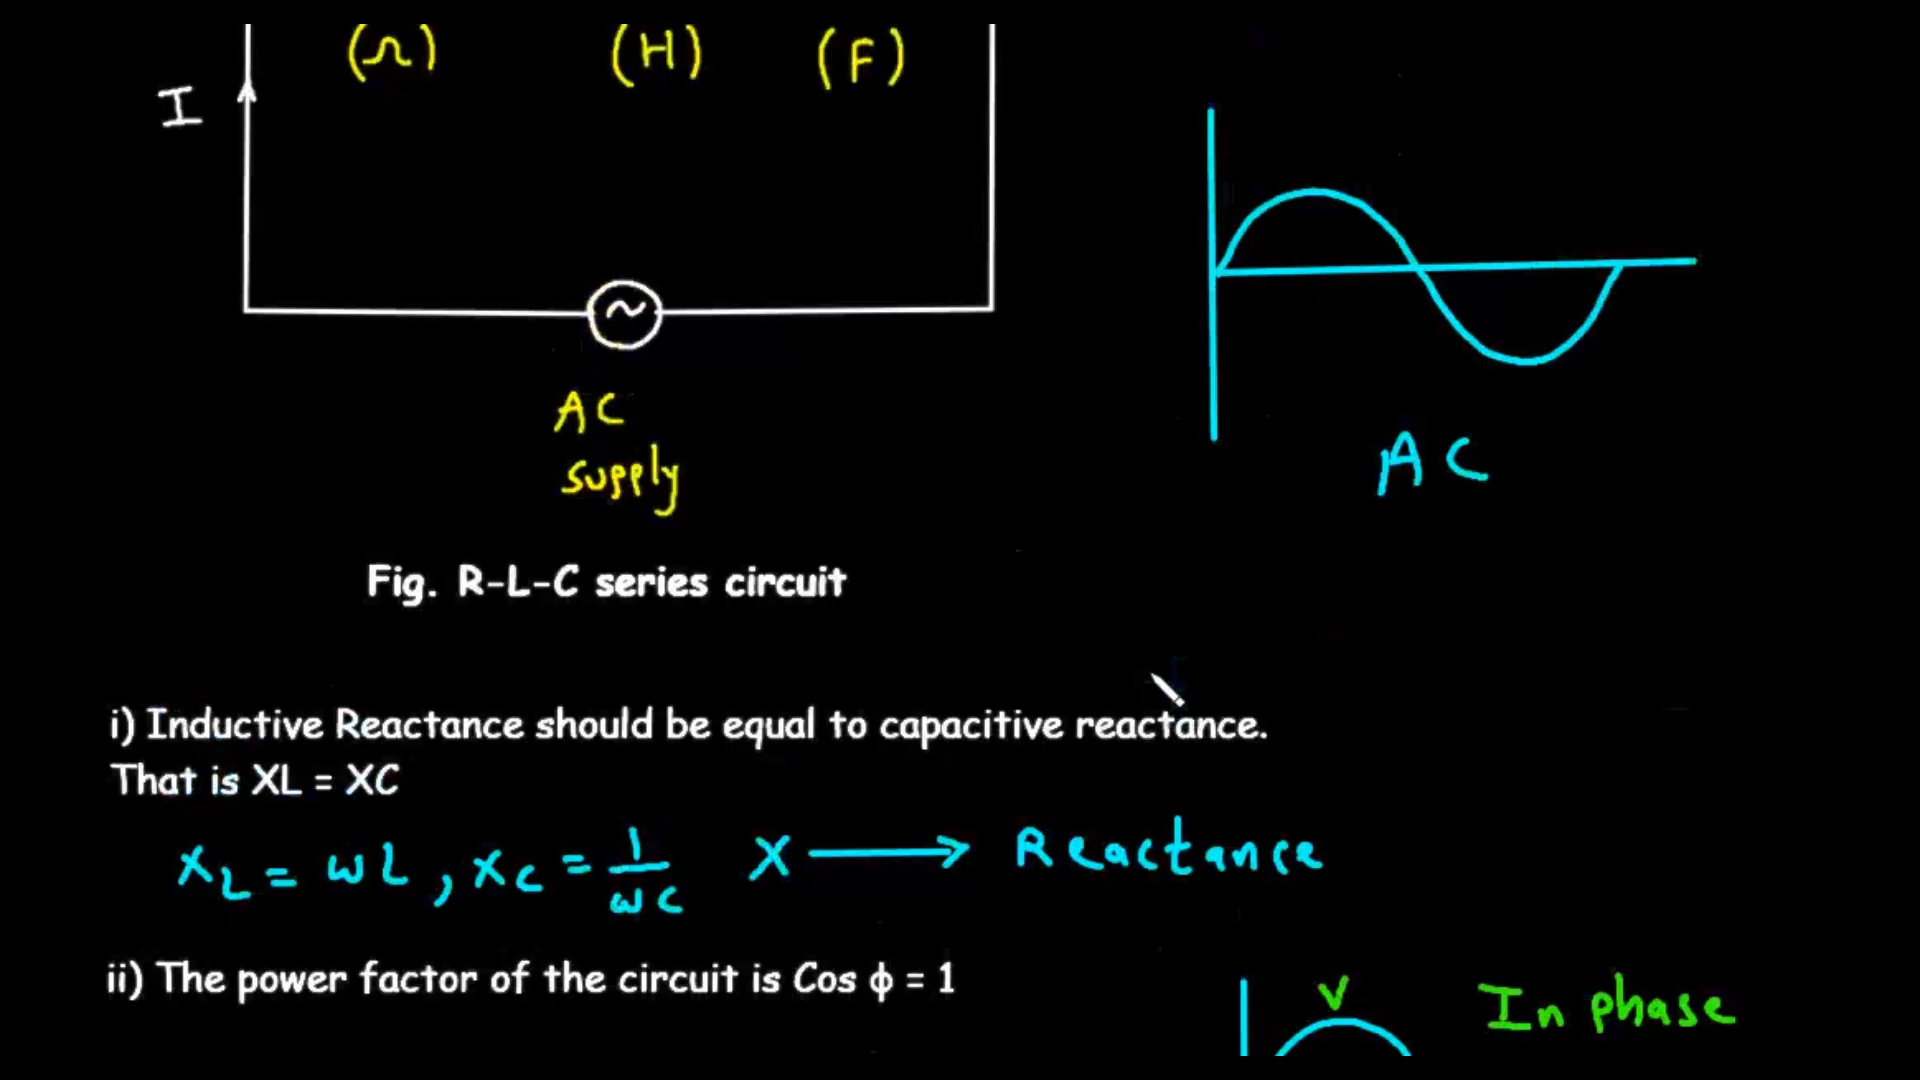 (Ω) (H) (F)
I
AC
supply
AC
Fig. R-L-C series circuit
i) Inductive Reactance should be equal to capacitive reactance.
That is XL = XC
XL = ωL, XC = 1/ωC X → Reactance
ii) The power factor of the circuit is Cos ϕ = 1
V In phase